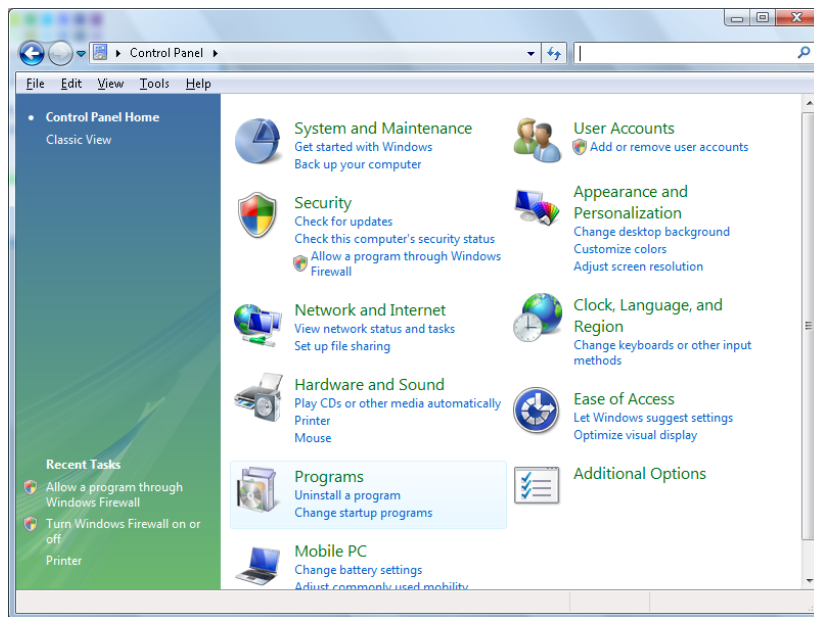 Control Panel
File Edit View Tools Help
Control Panel Home
Classic View
Recent Tasks
Allow a program through
Windows Firewall
Turn Windows Firewall on or
off
Printer
System and Maintenance
Get started with Windows
Back up your computer
Security
Check for updates
Check this computer's security status
Allow a program through Windows
Firewall
Network and Internet
View network status and tasks
Set up file sharing
Hardware and Sound
Play CDs or other media automatically
Printer
Mouse
Programs
Uninstall a program
Change startup programs
Mobile PC
Change battery settings
Adjust commonly used mobility
User Accounts
Add or remove user accounts
Appearance and
Personalization
Change desktop background
Customize colors
Adjust screen resolution
Clock, Language, and
Region
Change keyboards or other input
methods
Ease of Access
Let Windows suggest settings
Optimize visual display
Additional Options